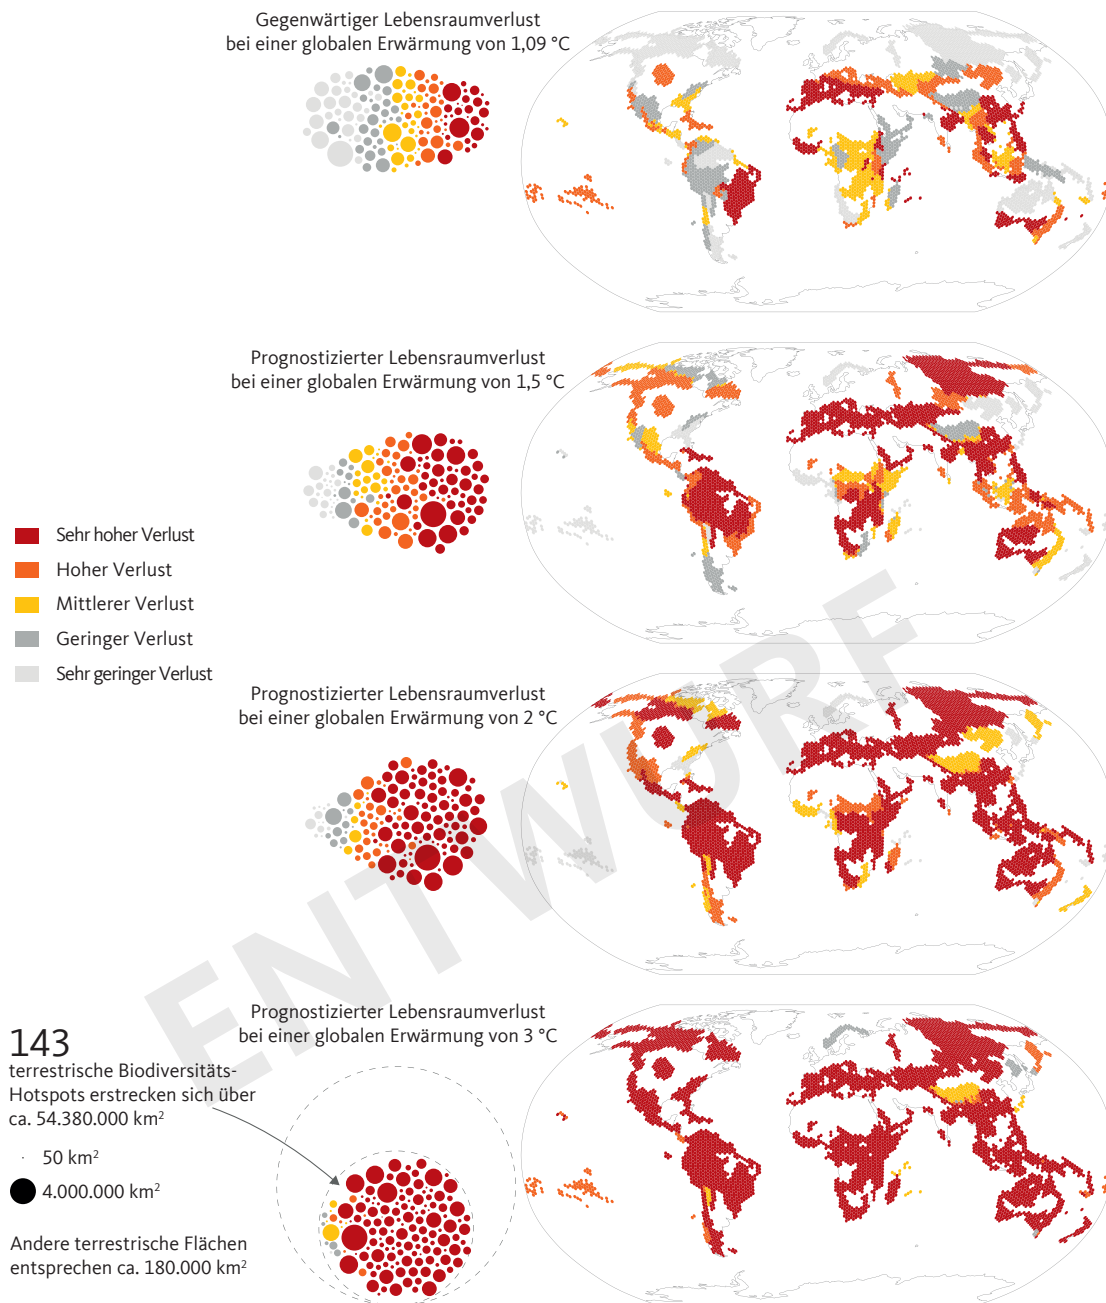 Gegenwärtiger Lebensraumverlust
bei einer globalen Erwärmung von 1,09 °C
Prognostizierter Lebensraumverlust
bei einer globalen Erwärmung von 1,5 °C
Sehr hoher Verlust
Hoher Verlust
Mittlerer Verlust
Geringer Verlust
Sehr geringer Verlust
Prognostizierter Lebensraumverlust
bei einer globalen Erwärmung von 2 °C
ENTWURF
Prognostizierter Lebensraumverlust
bei einer globalen Erwärmung von 3 °C
143
terrestrische Biodiversitäts-
Hotspots erstrecken sich über
ca. 54.380.000 km²
50 km²
4.000.000 km²
Andere terrestrische Flächen
entsprechen ca. 180.000 km²